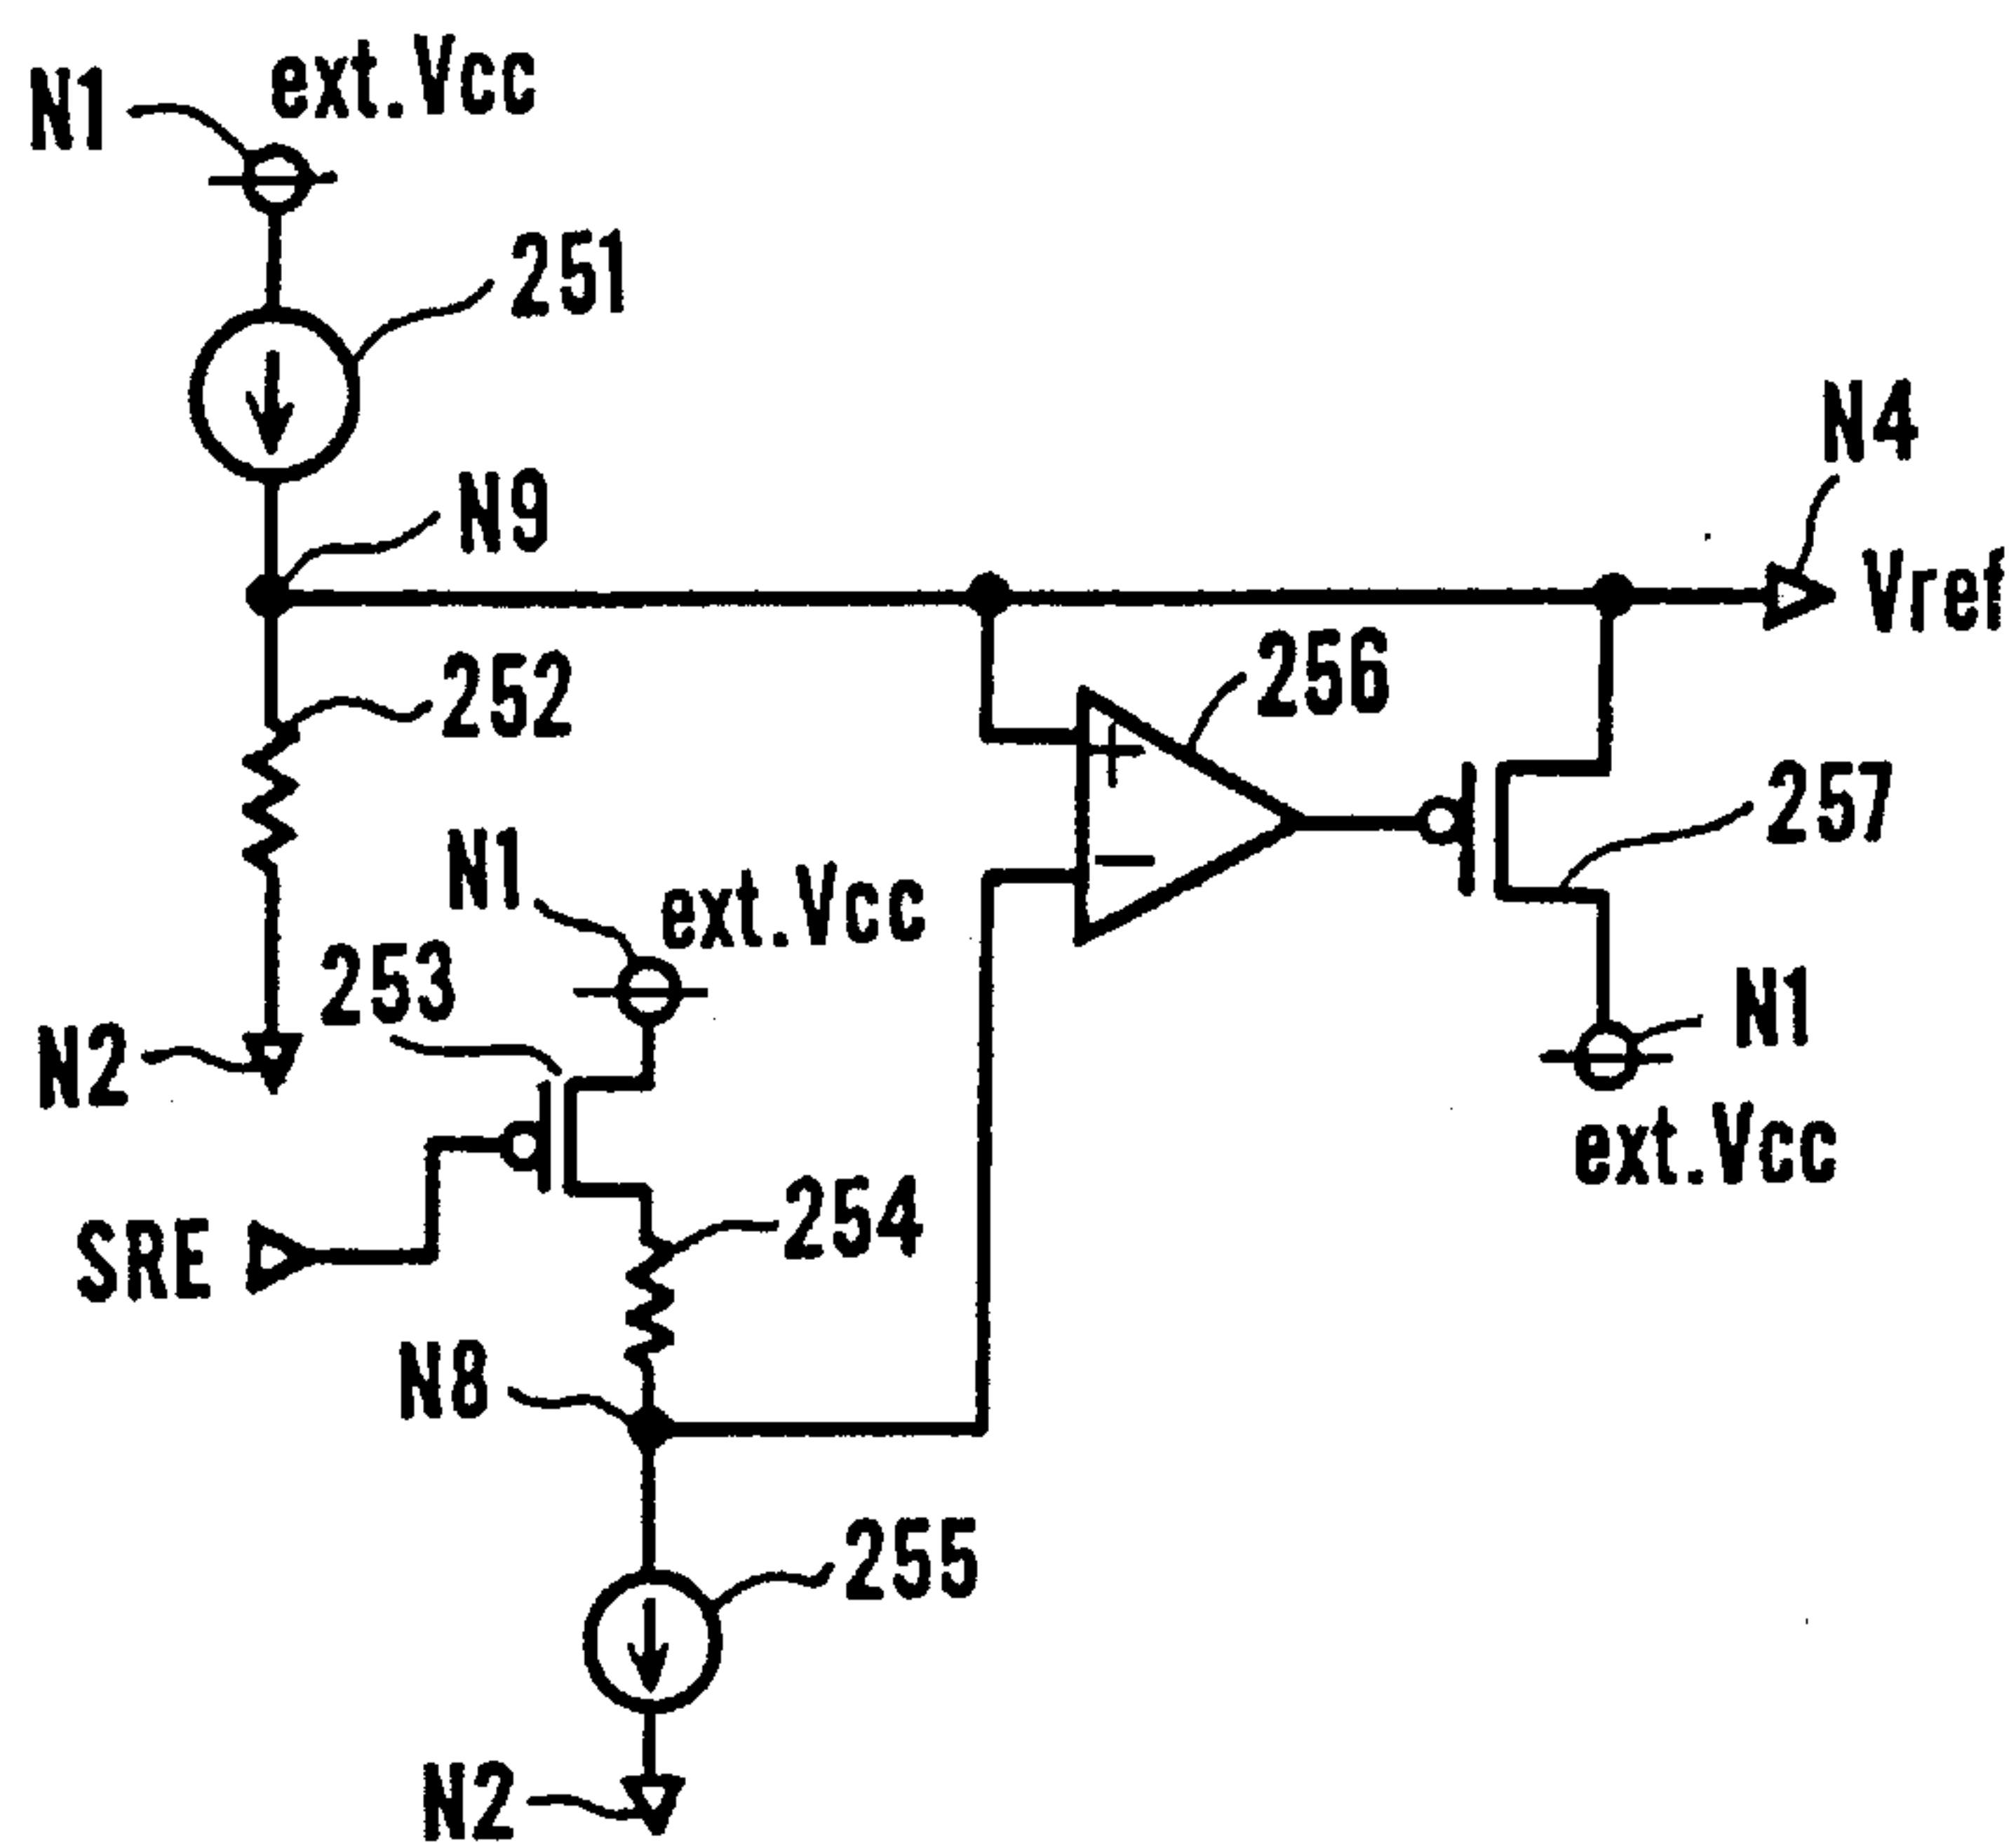 N1 ext.Vcc
251
N9
N4
Vref
252
256
257
N1 ext.Vcc
253
N2
N1
ext.Vcc
SRE
254
N8
255
N2